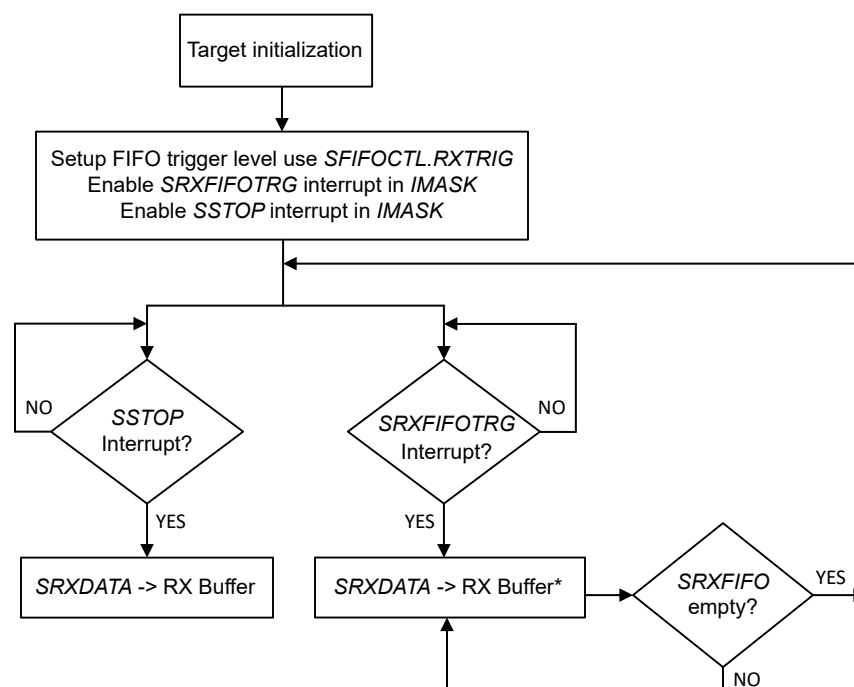 Target initialization
Setup FIFO trigger level use SFIFOCTL.RXTRIG
Enable SRXFIFOTRG interrupt in IMASK
Enable SSTOP interrupt in IMASK
NO
SSTOP
Interrupt?
YES
SRXFIFOTRG
Interrupt?
NO
YES
SRXDATA -> RX Buffer
SRXDATA -> RX Buffer*
SRXFIFO
empty?
YES
NO